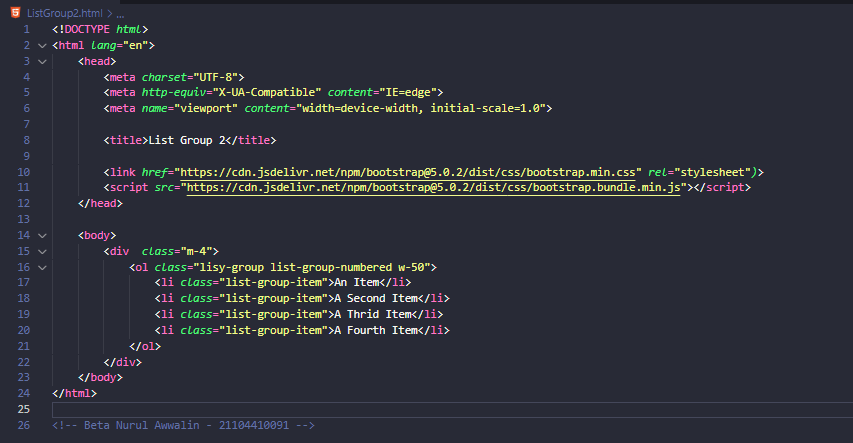 ListGroup2.html > ...
1 <!DOCTYPE html>
2 <html lang="en">
3 <head>
4 <meta charset="UTF-8">
5 <meta http-equiv="X-UA-Compatible" content="IE=edge">
6 <meta name="viewport" content="width=device-width, initial-scale=1.0">
7
8 <title>List Group 2</title>
9
10 <link href="https://cdn.jsdelivr.net/npm/bootstrap@5.0.2/dist/css/bootstrap.min.css" rel="stylesheet")>
11 <script src="https://cdn.jsdelivr.net/npm/bootstrap@5.0.2/dist/css/bootstrap.bundle.min.js"></script>
12 </head>
13
14 <body>
15 <div  class="m-4">
16 <ol class="lisy-group list-group-numbered w-50">
17 <li class="list-group-item">An Item</li>
18 <li class="list-group-item">A Second Item</li>
19 <li class="list-group-item">A Thrid Item</li>
20 <li class="list-group-item">A Fourth Item</li>
21 </ol>
22 </div>
23 </body>
24 </html>
25
26 <!-- Beta Nurul Awwalin - 21104410091 -->